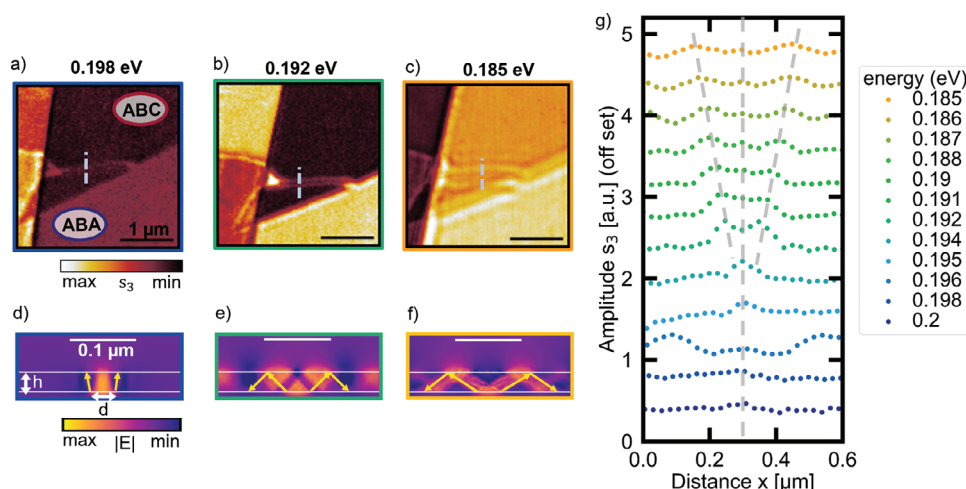 a)
0.198 eV
ABC
ABA
1 µm
max s₃ min
b)
0.192 eV
c)
0.185 eV
d)
0.1 µm
h
d
max |E| min
e)
f)
g)
Amplitude s₃ [a.u.] (off set)
5
4
3
2
1
0
0.0 0.2 0.4 0.6
Distance x [µm]
energy (eV)
0.185
0.186
0.187
0.188
0.19
0.191
0.192
0.194
0.195
0.196
0.198
0.2